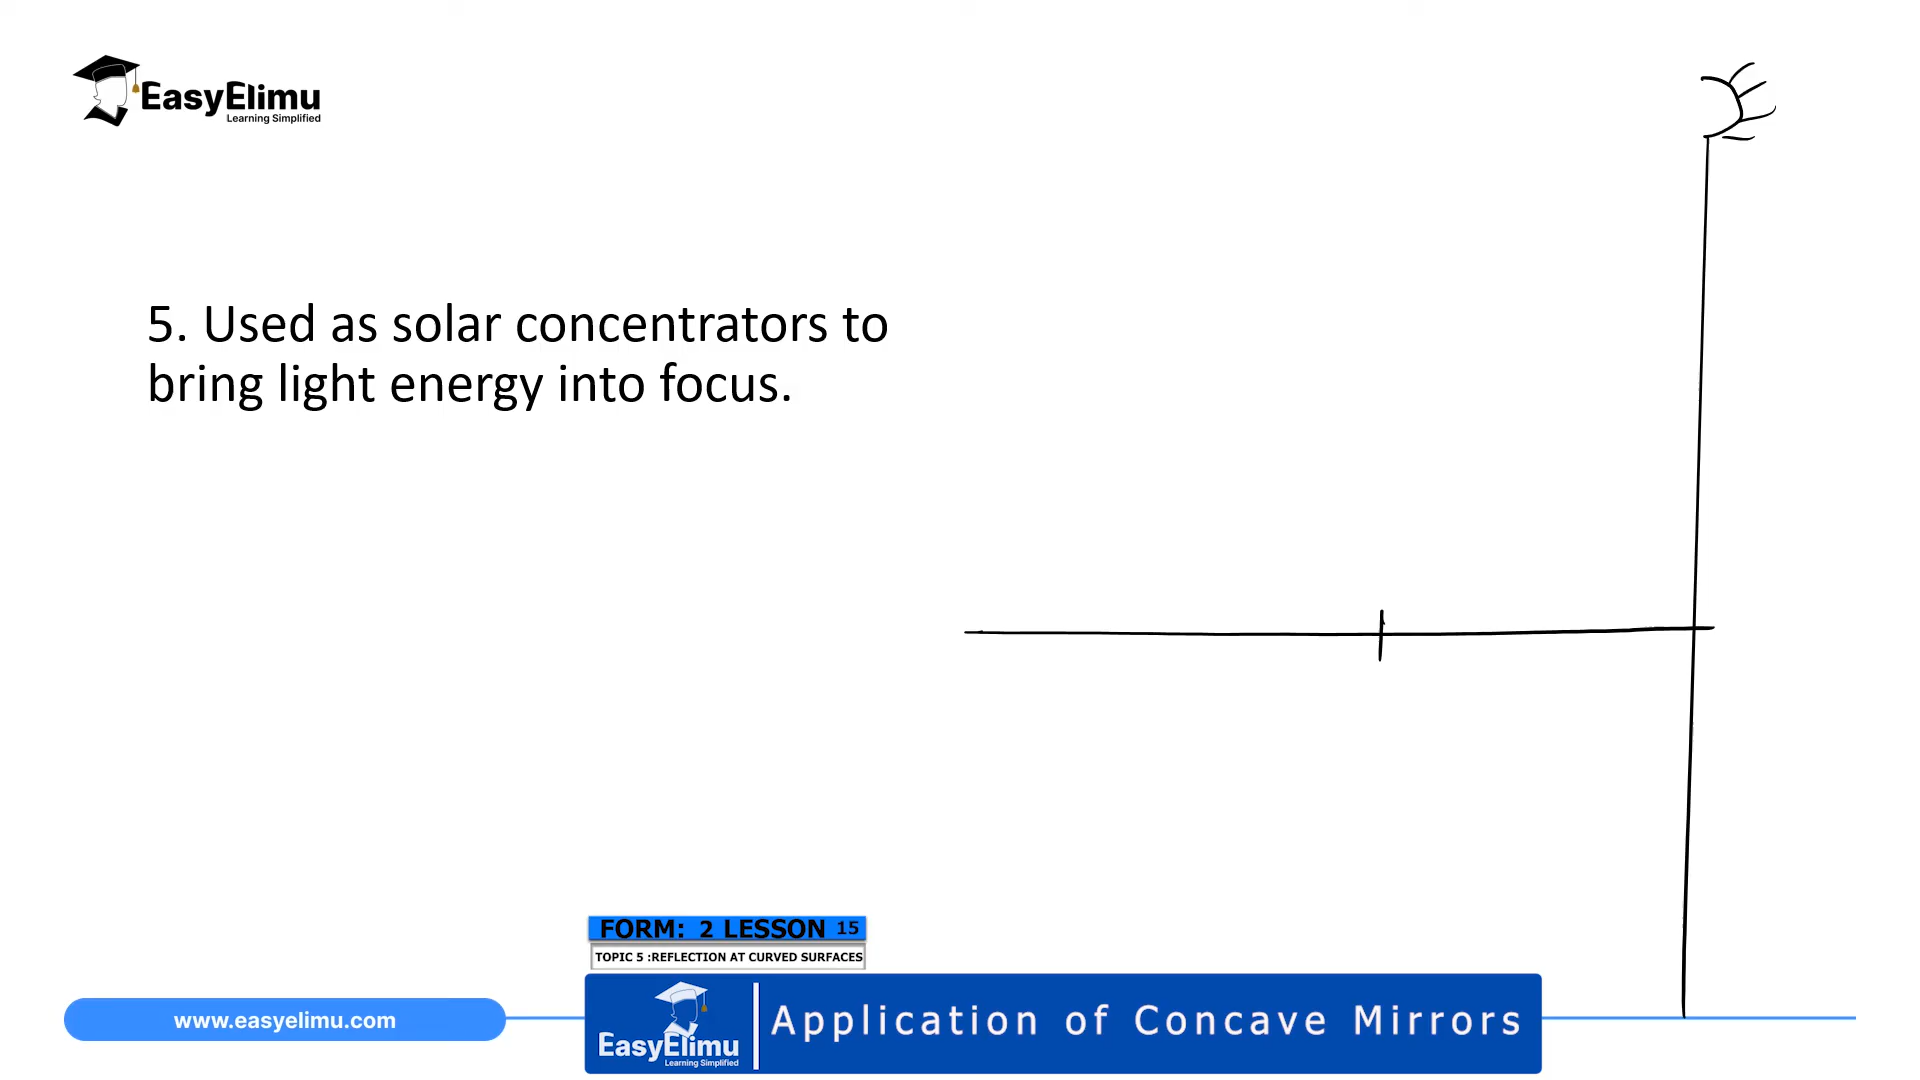 EasyElimu
Learning Simplified
5. Used as solar concentrators to
bring light energy into focus.
FORM: 2 LESSON 15
TOPIC 5 :REFLECTION AT CURVED SURFACES
www.easyelimu.com
EasyElimu
Learning Simplified
Application of Concave Mirrors